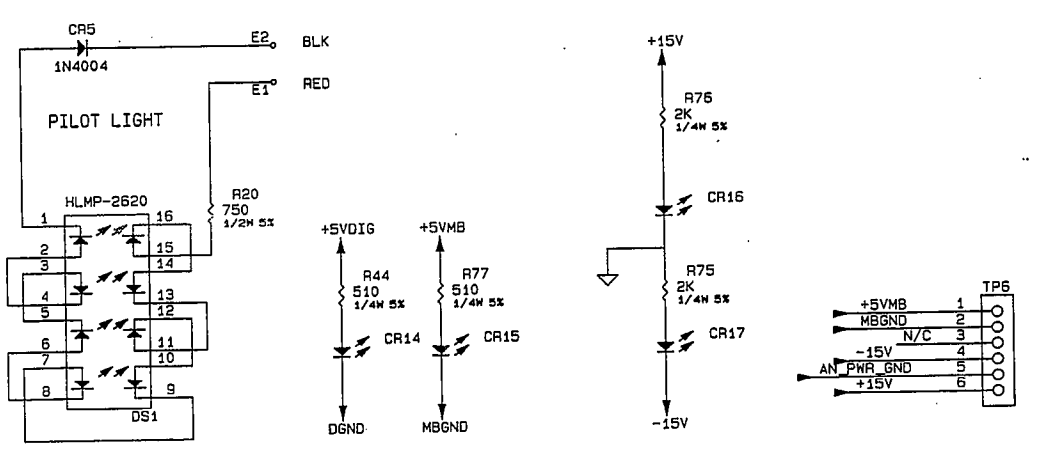 CR5
1N4004
E2 BLK
E1 RED
PILOT LIGHT
HLMP-2620
R20
750
1/2W 5%
1
2
3
4
5
6
7
8
16
15
14
13
12
11
10
9
DS1
+5VDIG
R44
510
1/4W 5%
CR14
DGND
+5VMB
R77
510
1/4W 5%
CR15
MBGND
+15V
R76
2K
1/4W 5%
CR16
R75
2K
1/4W 5%
CR17
-15V
TP6
+5VMB 1
MBGND 2
N/C 3
-15V 4
AN_PWR_GND 5
+15V 6